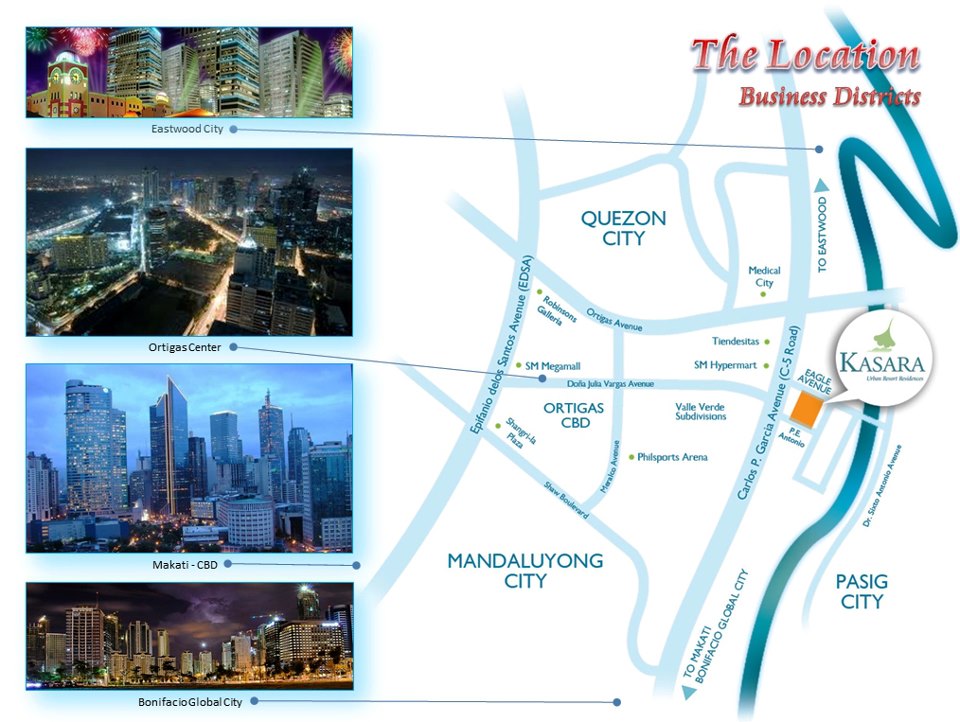 The Location
Business Districts
Eastwood City
Ortigas Center
Makati - CBD
Bonifacio Global City
QUEZON
CITY
TO EASTWOOD
Medical
City
Epifanio delos Santos Avenue (EDSA)
Robinsons
Galleria
Ortigas Avenue
Tiendesitas
SM Hypermart
SM Megamall
Doña Julia Vargas Avenue
EAGLE
AVENUE
KASARA
Urban Resort Residences
ORTIGAS
CBD
Valle Verde
Subdivisions
Carlos P. Garcia Avenue (C-5 Road)
P.E.
Antonio
Shangri-la
Plaza
Meralco Avenue
Philsports Arena
Shaw Boulevard
Dr. Sixto Antonio Avenue
MANDALUYONG
CITY
PASIG
CITY
TO MAKATI
BONIFACIO GLOBAL CITY